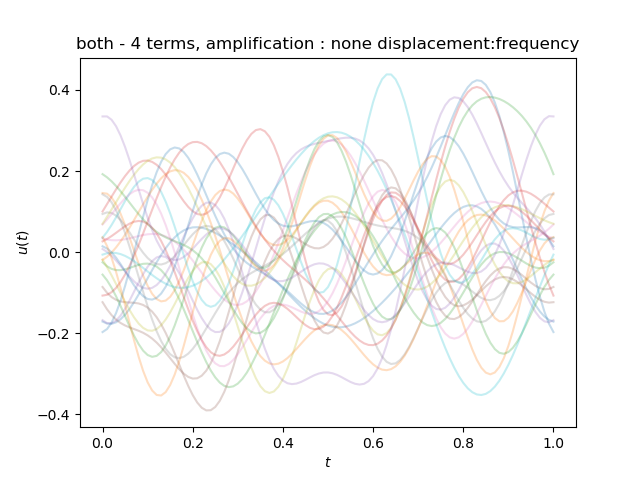 both - 4 terms, amplification : none displacement:frequency
u(t)
0.4
0.2
0.0
−0.2
−0.4
0.0 0.2 0.4 0.6 0.8 1.0
t